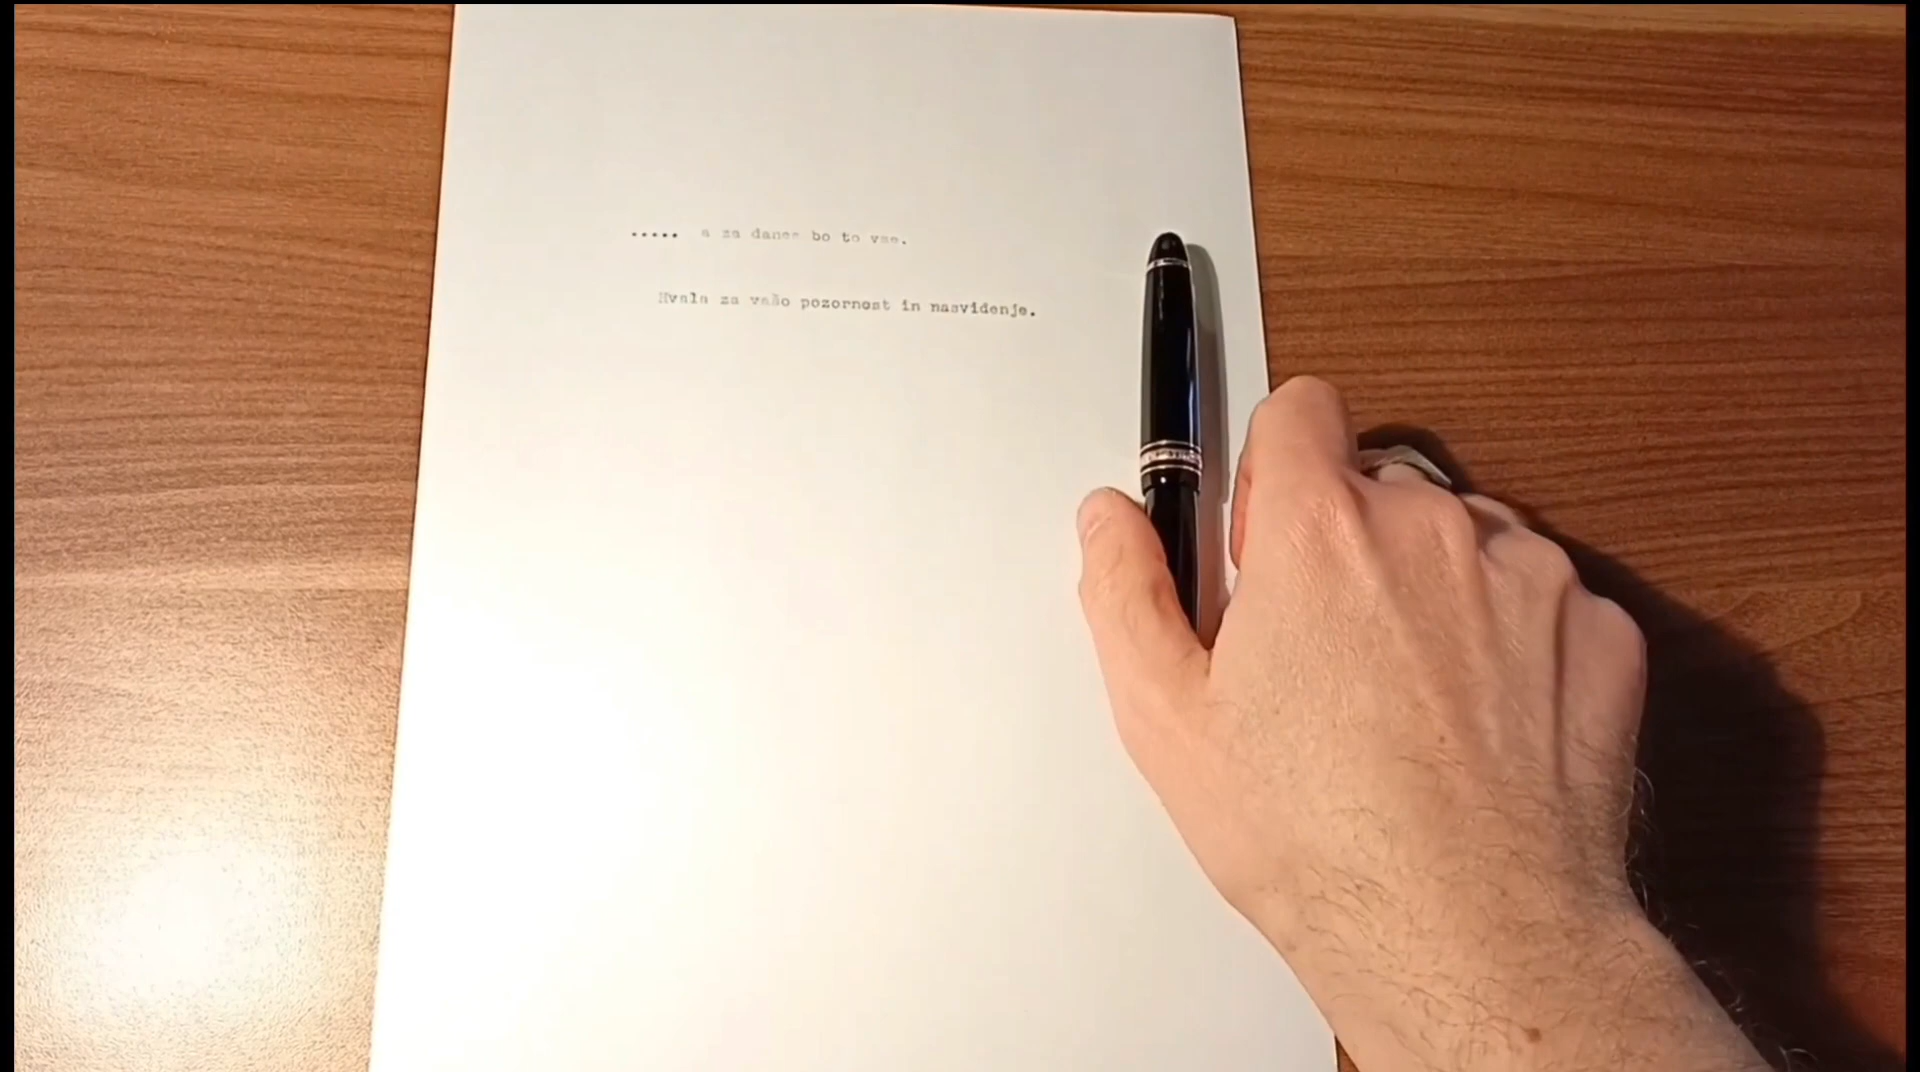 ..... a za danes bo to vse.
Hvala za vašo pozornost in nasvidenje.